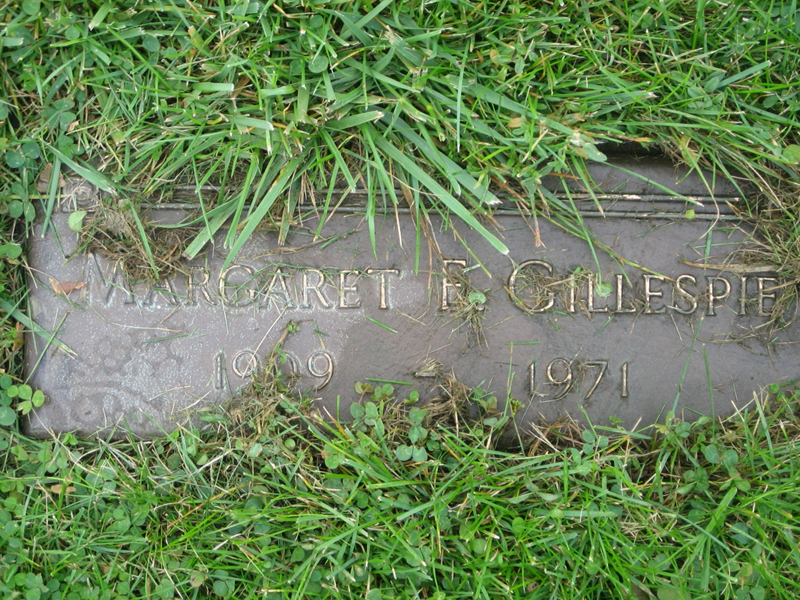 MARGARET E. GILLESPIE
1909 - 1971